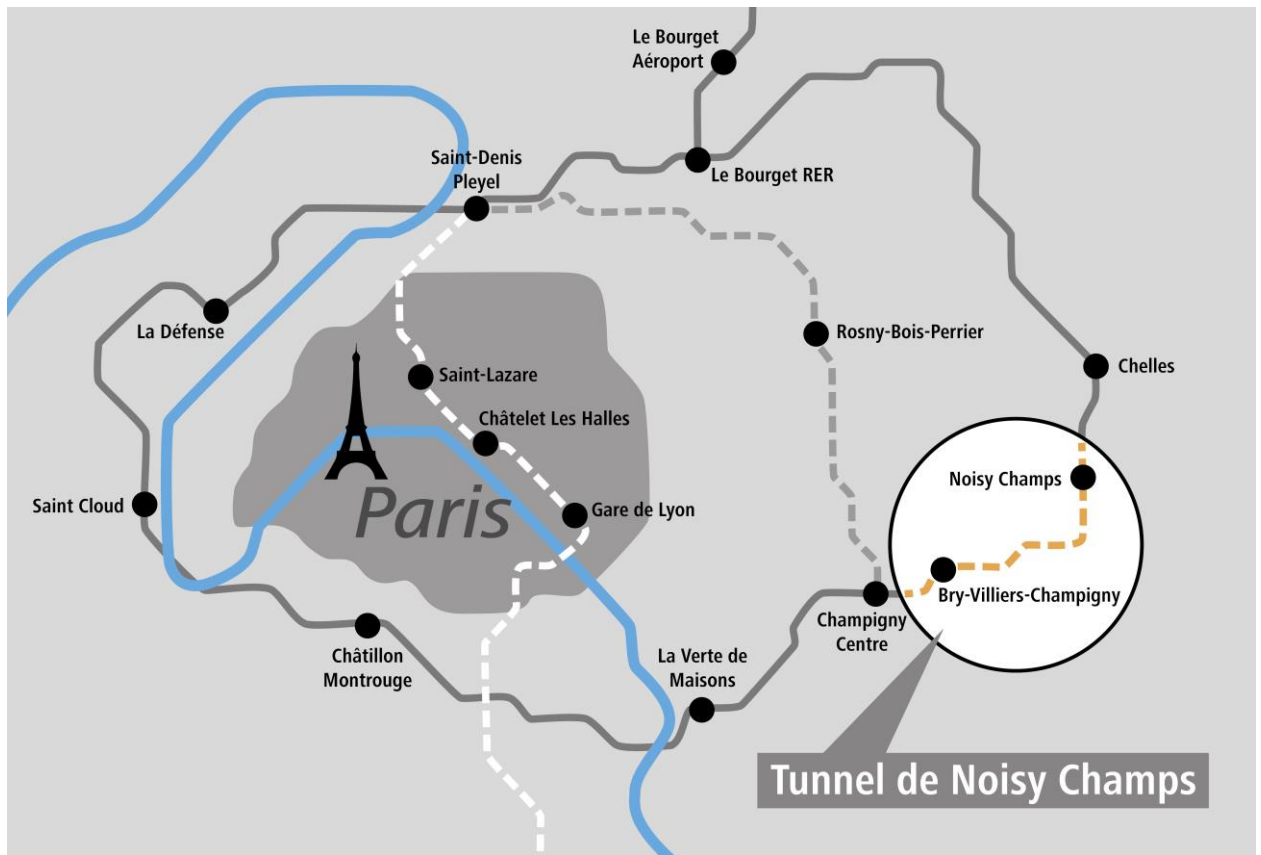 Le Bourget
Aéroport
Saint-Denis
Pleyel
Le Bourget RER
La Défense
Rosny-Bois-Perrier
Saint-Lazare
Chelles
Châtelet Les Halles
Noisy Champs
Saint Cloud
Paris
Gare de Lyon
Bry-Villiers-Champigny
Champigny
Centre
Châtillon
Montrouge
La Verte de
Maisons
Tunnel de Noisy Champs